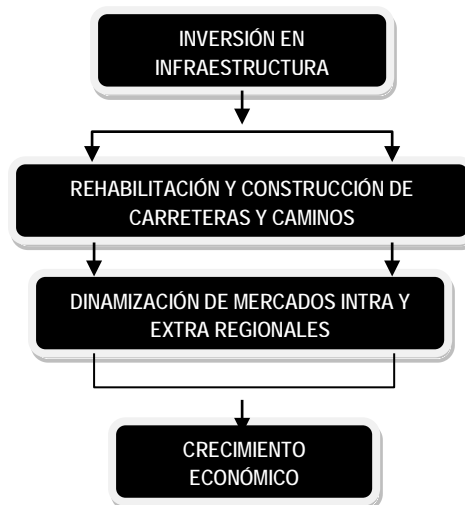 INVERSIÓN EN
INFRAESTRUCTURA
REHABILITACIÓN Y CONSTRUCCIÓN DE
CARRETERAS Y CAMINOS
DINAMIZACIÓN DE MERCADOS INTRA Y
EXTRA REGIONALES
CRECIMIENTO
ECONÓMICO